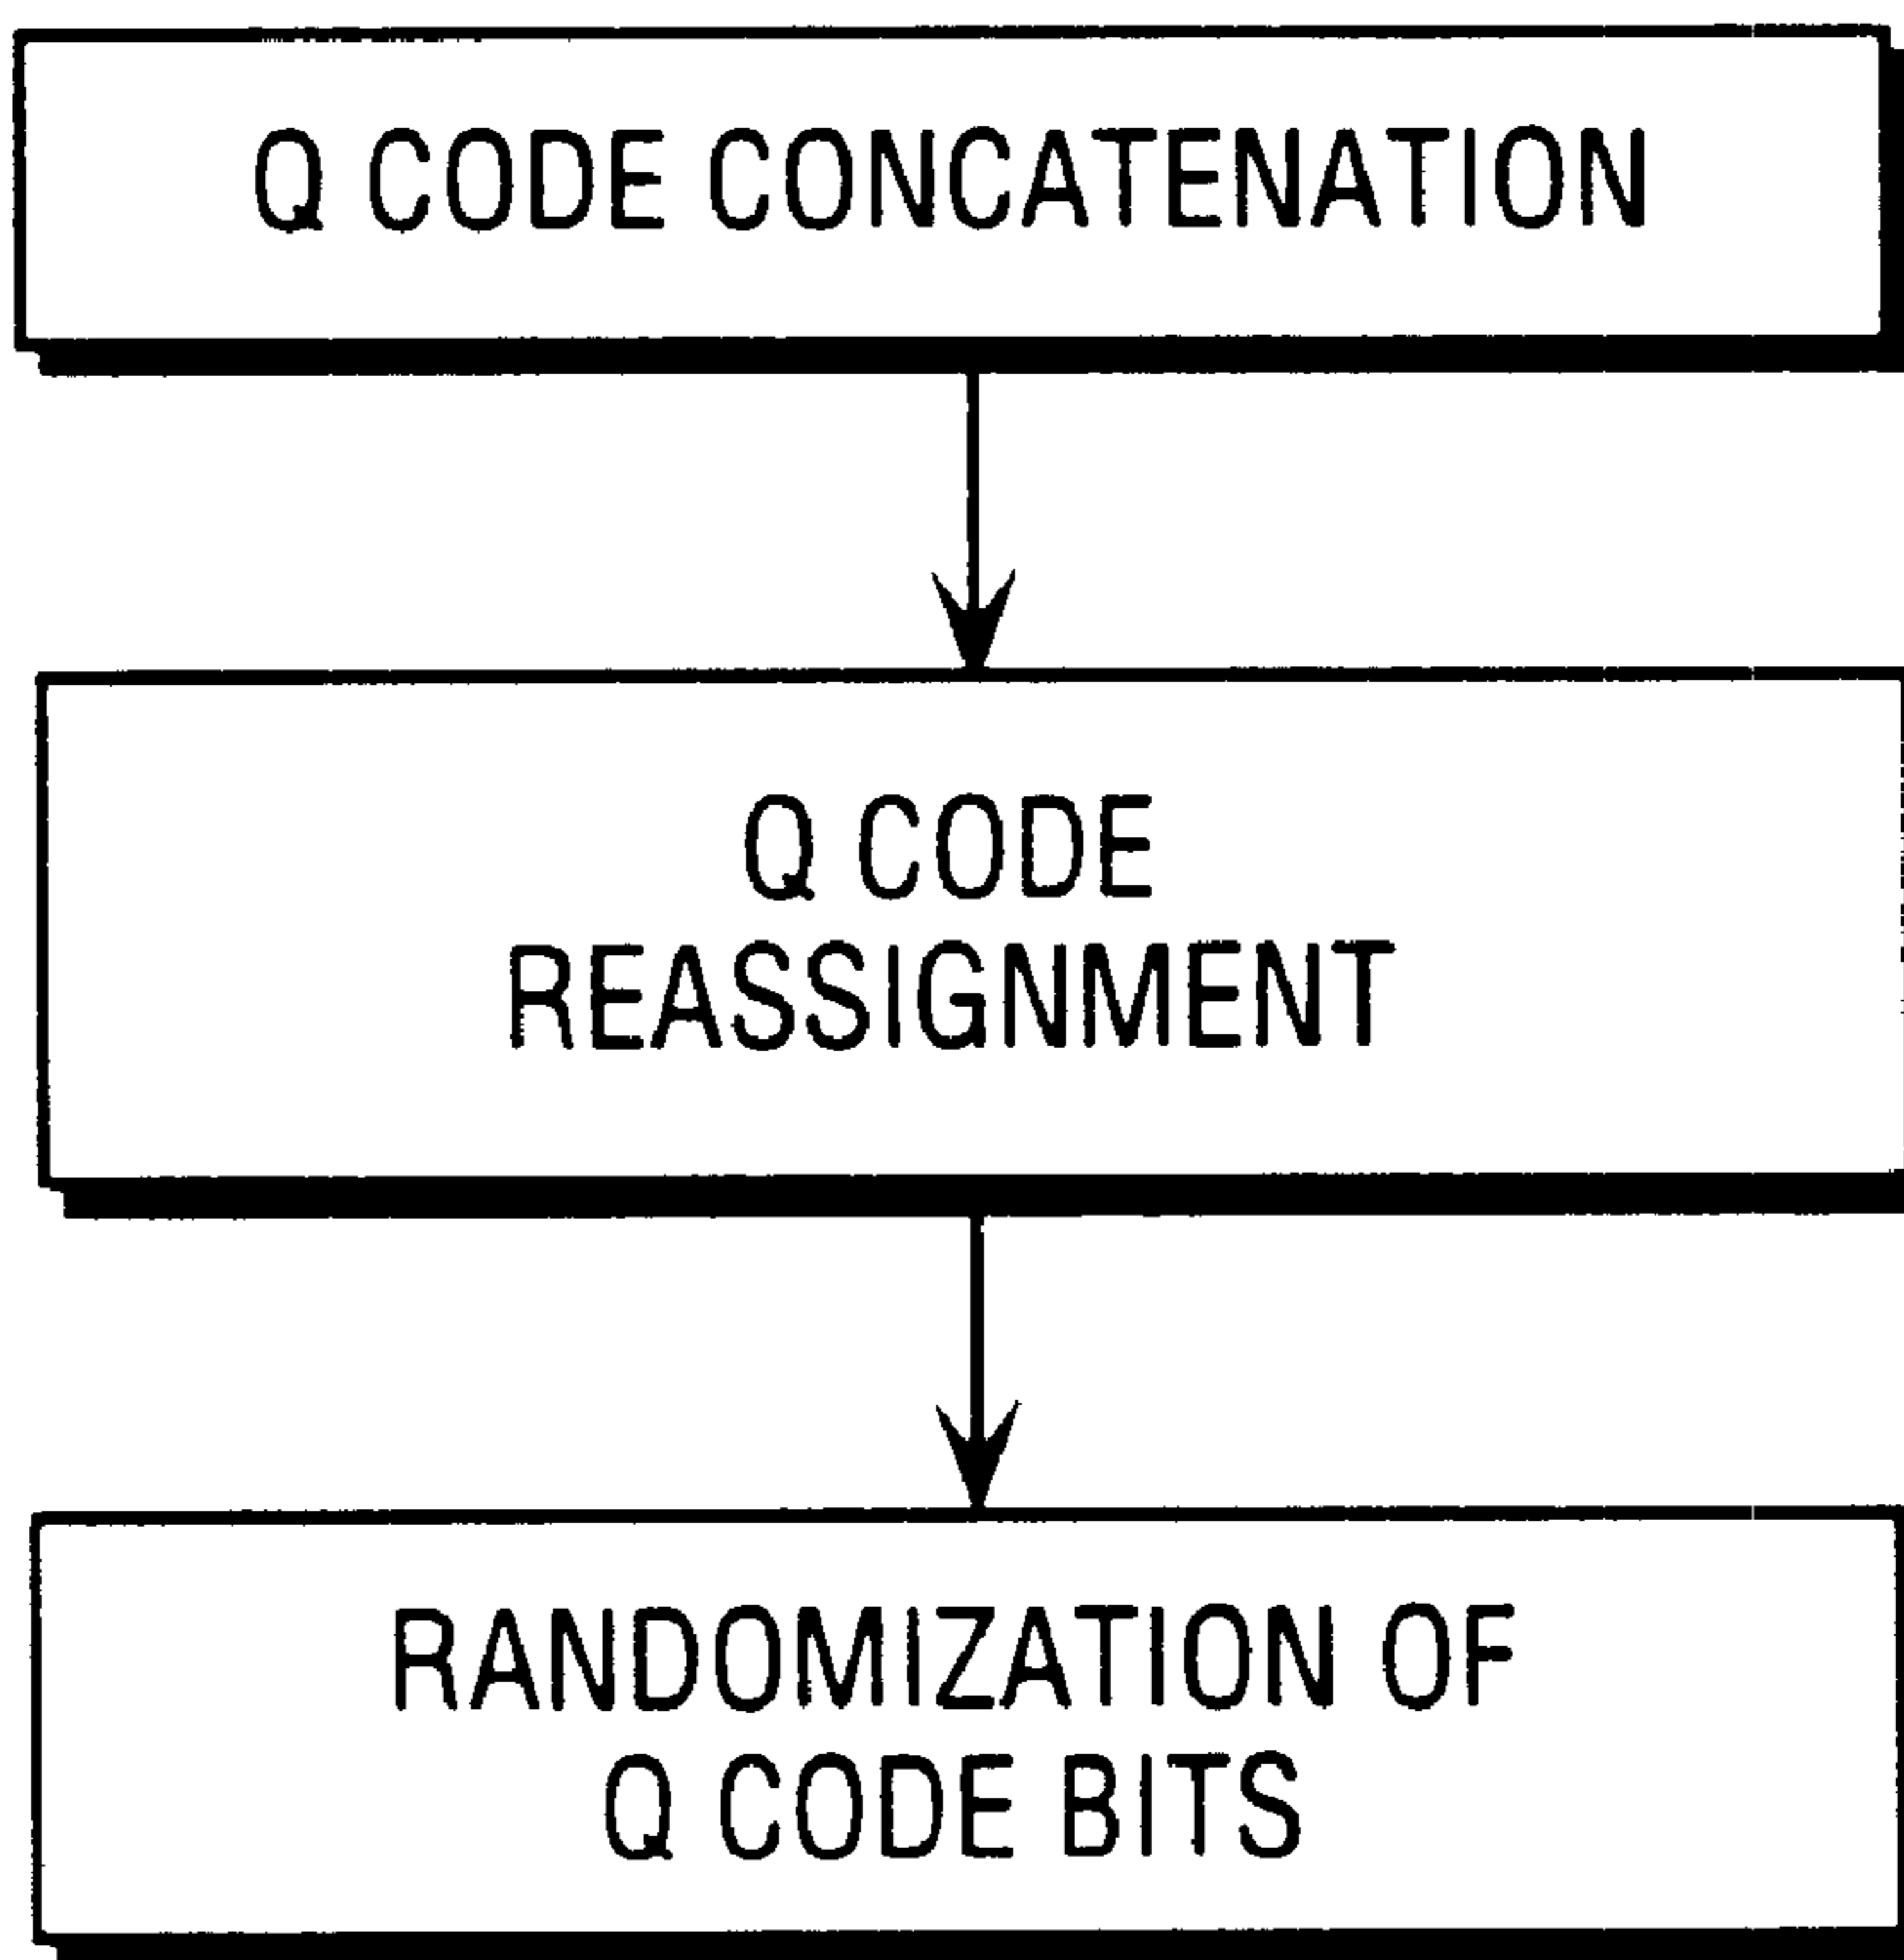 Q CODE CONCATENATION
Q CODE
REASSIGNMENT
RANDOMIZATION OF
Q CODE BITS